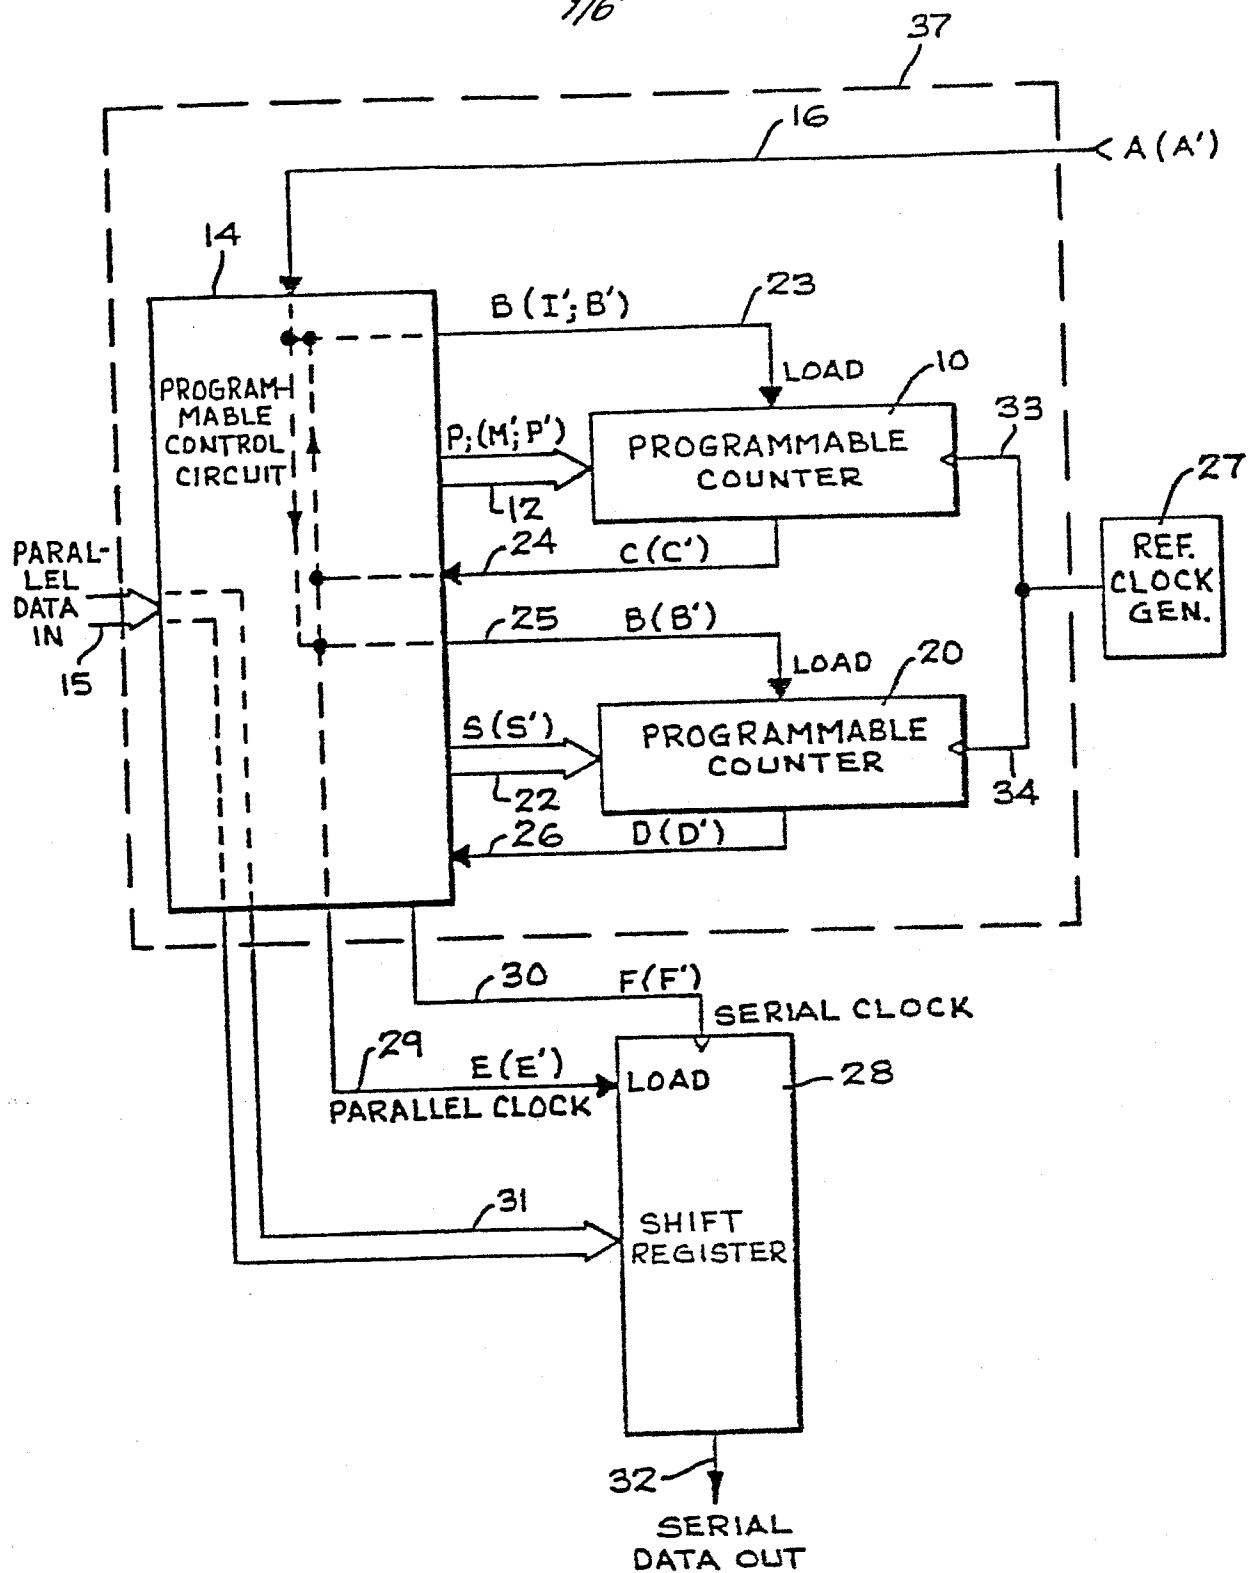 1/6
37
16
A (A')
14
B (I'; B')
23
LOAD
10
PROGRAM-
MABLE
CONTROL
CIRCUIT
P; (M'; P')
PROGRAMMABLE
COUNTER
33
27
12
24
C (C')
REF.
CLOCK
GEN.
PARAL-
LEL
DATA
IN
15
25
B (B')
LOAD
20
S (S')
PROGRAMMABLE
COUNTER
22
34
26
D (D')
30
F (F')
SERIAL CLOCK
29
E (E')
LOAD
28
PARALLEL CLOCK
31
SHIFT
REGISTER
32
SERIAL
DATA OUT